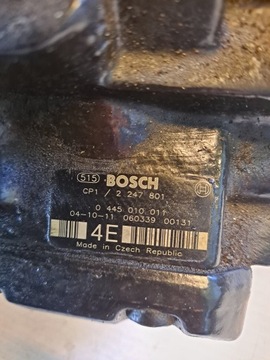 515 BOSCH
CP1 / 2 247 801
0 445 010 011
04-10-11 060339 00131
4E
Made in Czech Republic